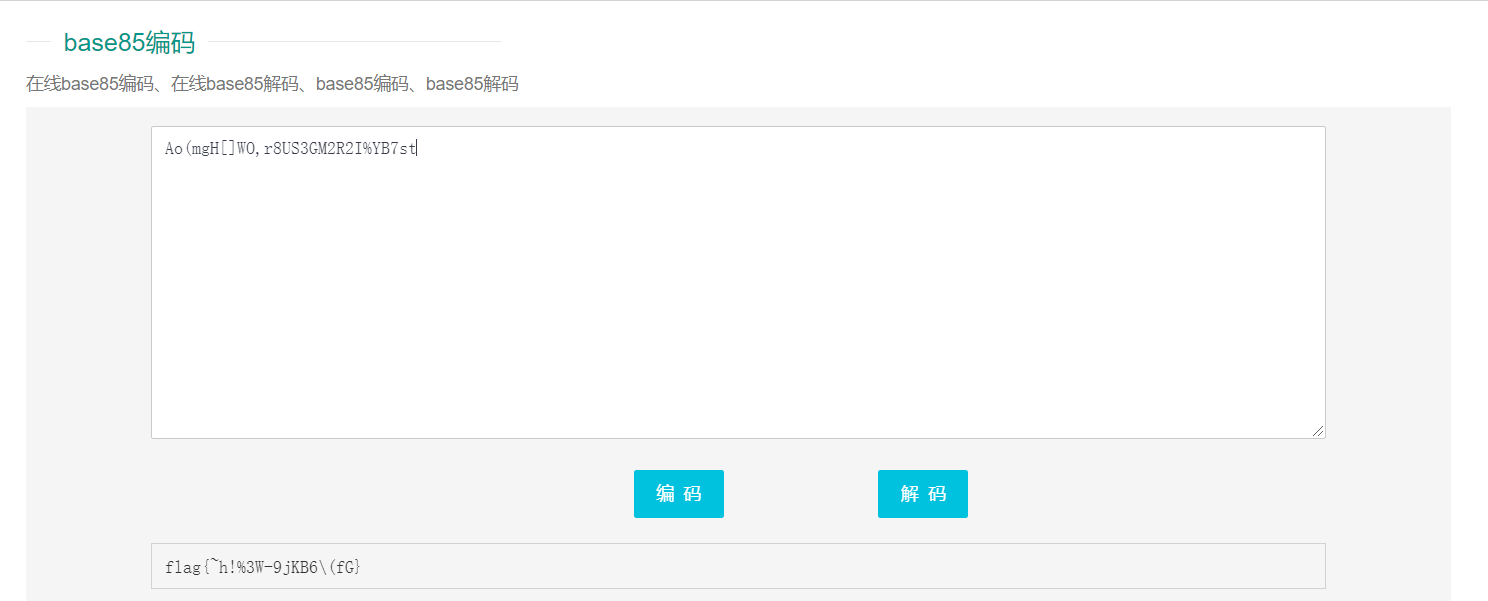 base85编码
在线base85编码、在线base85解码、base85编码、base85解码
Ao(mgH[]WO,r8US3GM2R2I%YB7st
编 码
解 码
flag{~h!%3W-9jKB6\(fG}